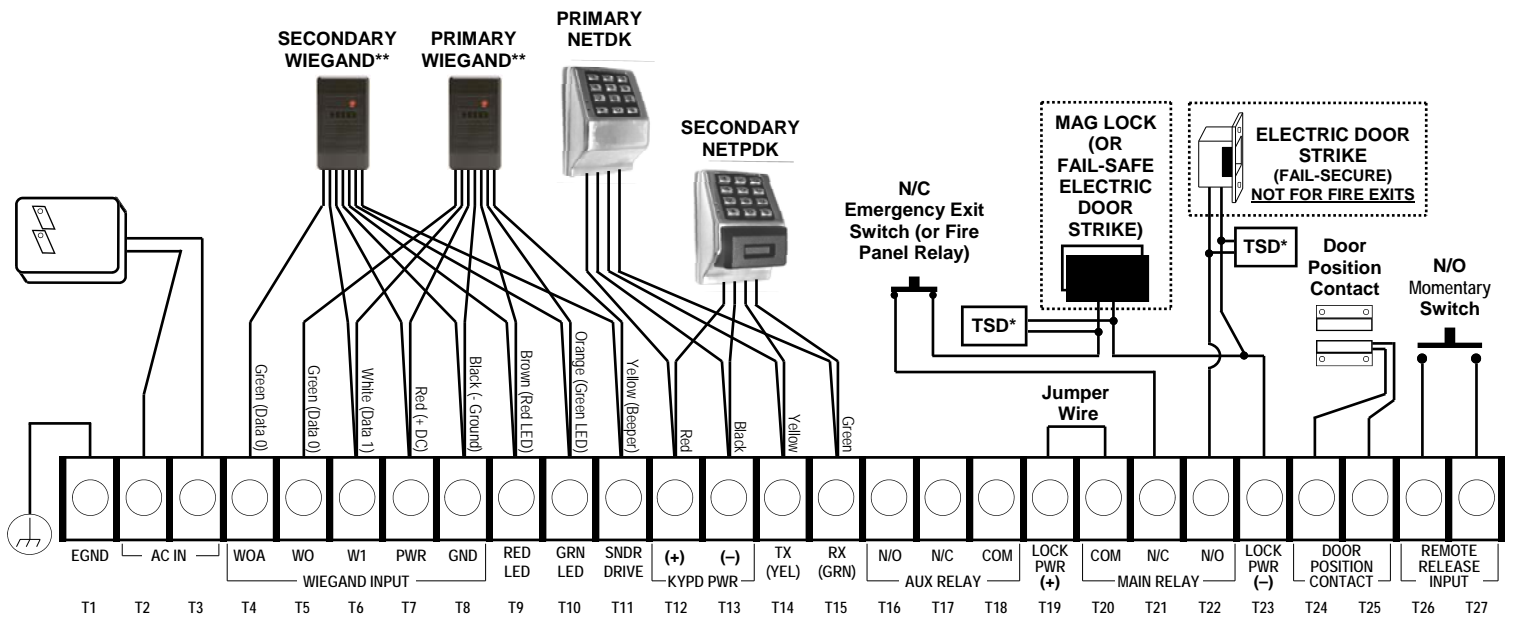 SECONDARY
WIEGAND**
PRIMARY
WIEGAND**
PRIMARY
NETDK
SECONDARY
NETPDK
N/C
Emergency Exit
Switch (or Fire
Panel Relay)
MAG LOCK
(OR
FAIL-SAFE
ELECTRIC
DOOR
STRIKE)
TSD*
ELECTRIC DOOR
STRIKE
(FAIL-SECURE)
NOT FOR FIRE EXITS
TSD*
Door
Position
Contact
N/O
Momentary
Switch
Jumper
Wire
Green (Data 0)
Green (Data 0)
White (Data 1)
Red (+ DC)
Black (- Ground)
Brown (Red LED)
Orange (Green LED)
Yellow (Beeper)
Red
Black
Yellow
Green
EGND
AC IN
WOA
WO
W1
PWR
GND
WIEGAND INPUT
RED
LED
GRN
LED
SNDR
DRIVE
(+)
(–)
KYPD PWR
TX
(YEL)
RX
(GRN)
N/O
N/C
COM
AUX RELAY
LOCK
PWR
(+)
COM
N/C
N/O
MAIN RELAY
LOCK
PWR
(–)
DOOR
POSITION
CONTACT
REMOTE
RELEASE
INPUT
T1 T2 T3 T4 T5 T6 T7 T8 T9 T10 T11 T12 T13 T14 T15 T16 T17 T18 T19 T20 T21 T22 T23 T24 T25 T26 T27